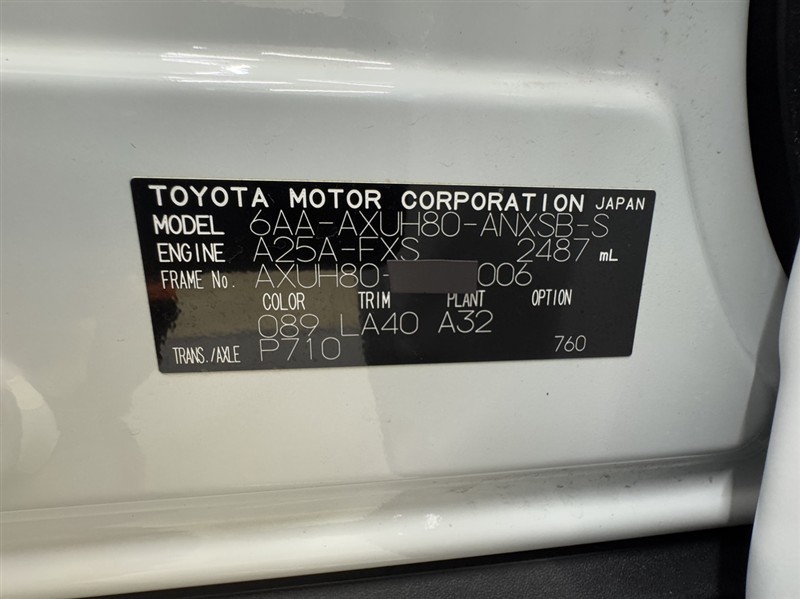 TOYOTA MOTOR CORPORATION JAPAN
MODEL 6AA-AXUH80-ANXSB-S
ENGINE A25A-FXS 2487 mL
FRAME No. AXUH80- 006
COLOR TRIM PLANT OPTION
089 LA40 A32
TRANS./AXLE P710 760